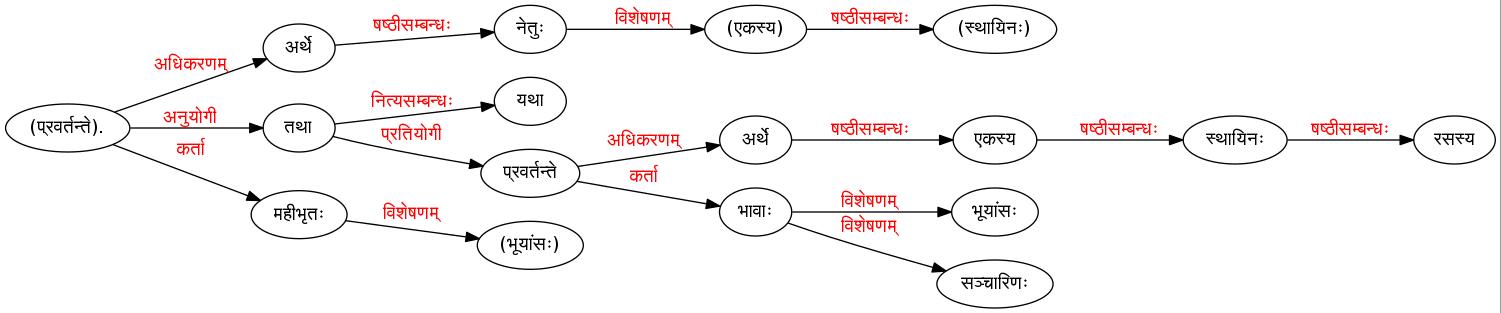 षष्ठीसम्बन्धः नेतुः विशेषणम् (एकस्य) षष्ठीसम्बन्धः (स्थायिनः)
अधिकरणम् अर्थे
नित्यसम्बन्धः यथा
(प्रवर्तन्ते). अनुयोगी तथा प्रतियोगी
अधिकरणम् अर्थे षष्ठीसम्बन्धः एकस्य षष्ठीसम्बन्धः स्थायिनः षष्ठीसम्बन्धः रसस्य
कर्ता प्रवर्तन्ते कर्ता
महीभृतः विशेषणम् (भूयांसः) भावाः विशेषणम् भूयांसः
विशेषणम् सञ्चारिणः